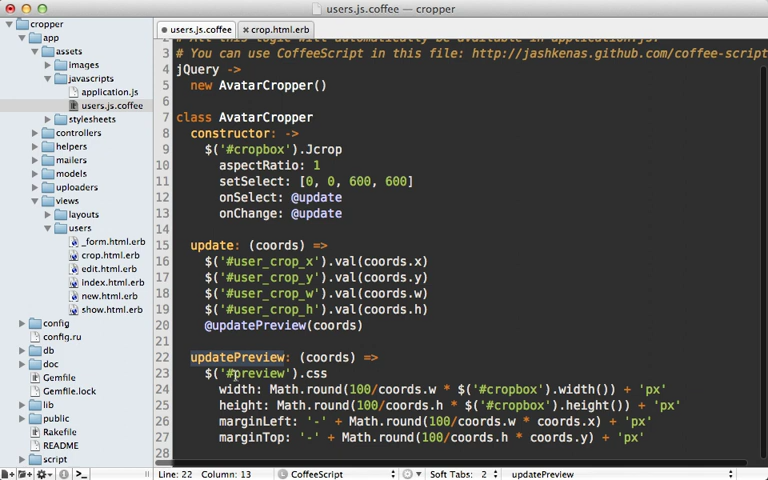 users.js.coffee — cropper
cropper
app
assets
images
javascripts
application.js
users.js.coffee
stylesheets
controllers
helpers
mailers
models
uploaders
views
layouts
users
_form.html.erb
crop.html.erb
edit.html.erb
index.html.erb
new.html.erb
show.html.erb
config
config.ru
db
doc
Gemfile
Gemfile.lock
lib
public
Rakefile
README
script
users.js.coffee
crop.html.erb
3 # You can use CoffeeScript in this file: http://jashkenas.github.com/coffee-script
4 jQuery ->
5 new AvatarCropper()
6
7 class AvatarCropper
8 constructor: ->
9 $('#cropbox').Jcrop
10 aspectRatio: 1
11 setSelect: [0, 0, 600, 600]
12 onSelect: @update
13 onChange: @update
14
15 update: (coords) =>
16 $('#user_crop_x').val(coords.x)
17 $('#user_crop_y').val(coords.y)
18 $('#user_crop_w').val(coords.w)
19 $('#user_crop_h').val(coords.h)
20 @updatePreview(coords)
21
22 updatePreview: (coords) =>
23 $('#preview').css
24 width: Math.round(100/coords.w * $('#cropbox').width()) + 'px'
25 height: Math.round(100/coords.h * $('#cropbox').height()) + 'px'
26 marginLeft: '-' + Math.round(100/coords.w * coords.x) + 'px'
27 marginTop: '-' + Math.round(100/coords.h * coords.y) + 'px'
28
Line: 22 Column: 13 CoffeeScript Soft Tabs: 2 updatePreview